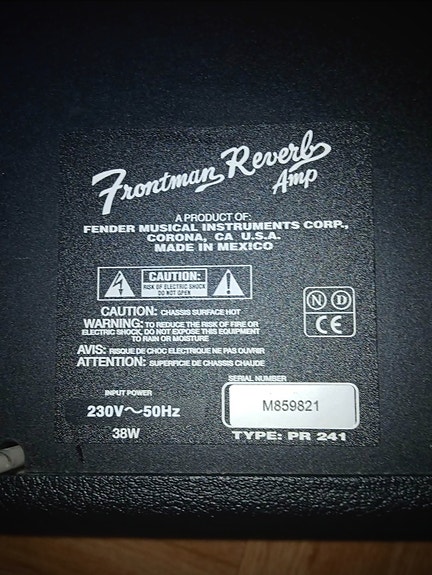 Frontman Reverb
Amp
A PRODUCT OF:
FENDER MUSICAL INSTRUMENTS CORP.,
CORONA, CA U.S.A.
MADE IN MEXICO
CAUTION:
RISK OF ELECTRIC SHOCK
DO NOT OPEN
N D
CE
CAUTION: CHASSIS SURFACE HOT
WARNING: TO REDUCE THE RISK OF FIRE OR
ELECTRIC SHOCK, DO NOT EXPOSE THIS EQUIPMENT
TO RAIN OR MOISTURE
AVIS: RISQUE DE CHOC ELECTRIQUE NE PAS OUVRIR
ATTENTION: SUPERFICIE DE CHASSIS CHAUDE
INPUT POWER
230V~50Hz
38W
SERIAL NUMBER
M859821
TYPE: PR 241